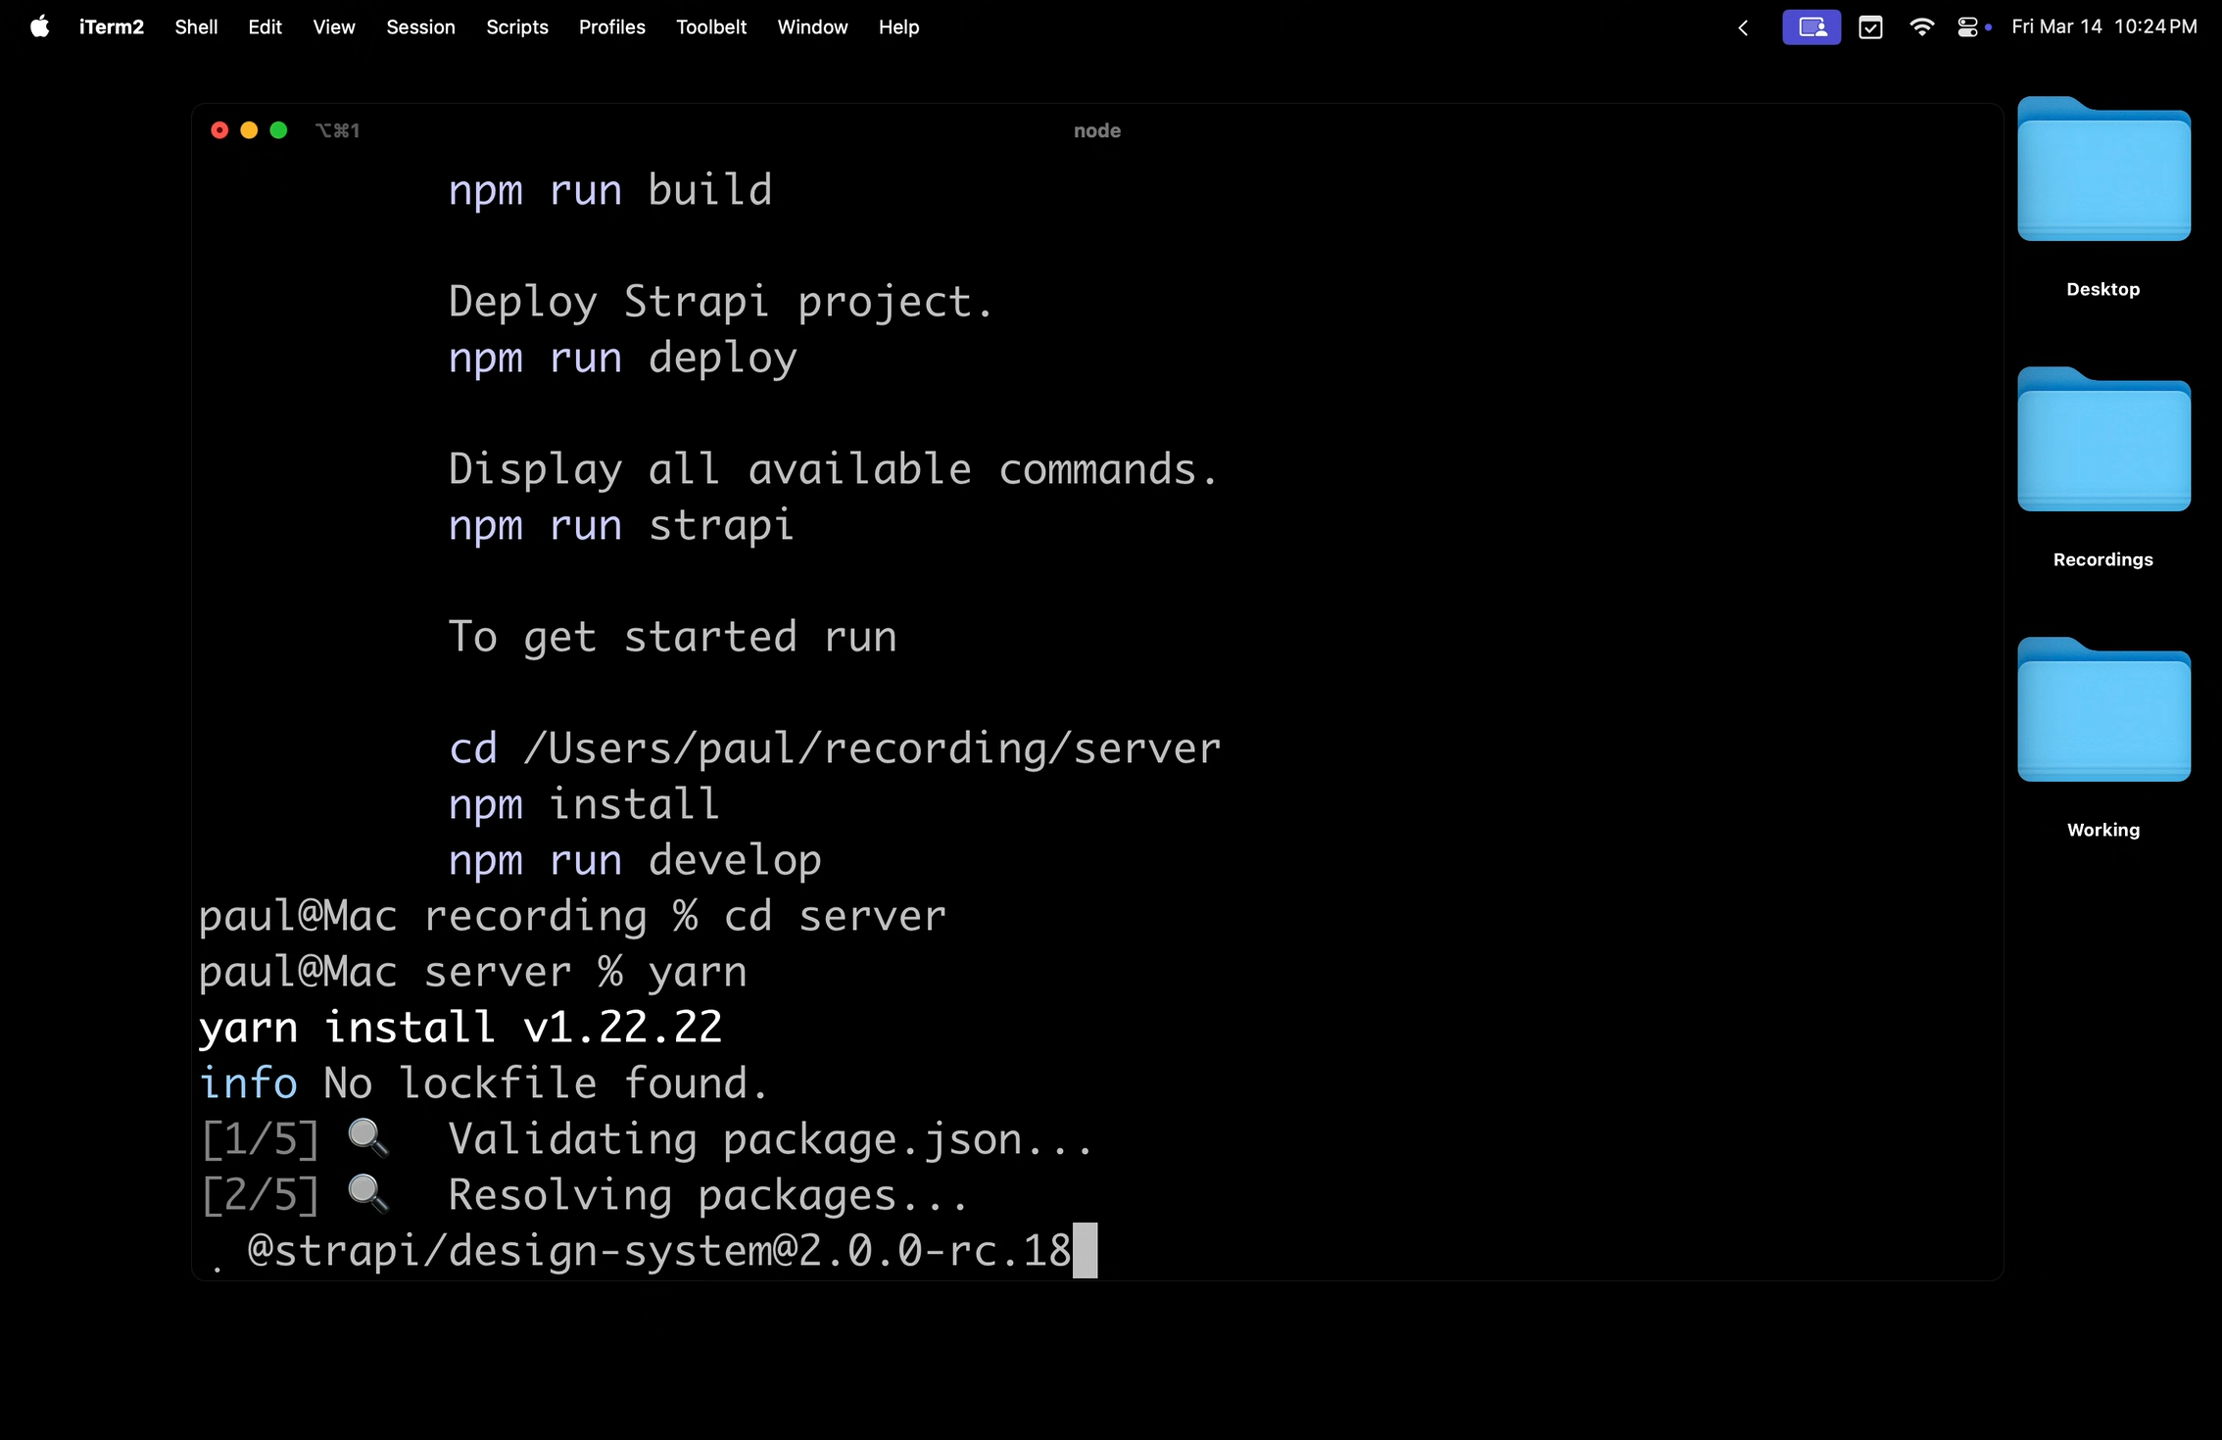 iTerm2 Shell Edit View Session Scripts Profiles Toolbelt Window Help Fri Mar 14 10:24 PM
⌥⌘1 node
npm run build
Deploy Strapi project.
npm run deploy
Display all available commands.
npm run strapi
To get started run
cd /Users/paul/recording/server
npm install
npm run develop
paul@Mac recording % cd server
paul@Mac server % yarn
yarn install v1.22.22
info No lockfile found.
[1/5] 🔍 Validating package.json...
[2/5] 🔍 Resolving packages...
. @strapi/design-system@2.0.0-rc.18
Desktop
Recordings
Working